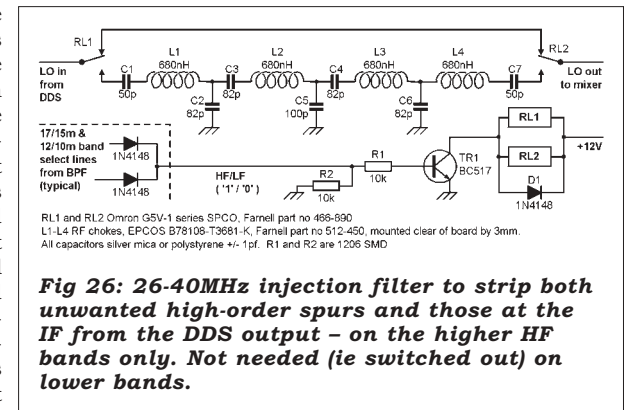 RL1
RL2
L1
L2
L3
L4
680nH
680nH
680nH
680nH
C1
C3
C4
C7
LO in
from
DDS
50p
82p
82p
50p
LO out
to mixer
C2
82p
C5
100p
C6
82p
17/15m &
12/10m band
select lines
from BPF
(typical)
1N4148
1N4148
HF/LF
( '1' / '0' )
R2
10k
R1
10k
TR1
BC517
RL1
RL2
+12V
D1
1N4148
RL1 and RL2 Omron G5V-1 series SPCO, Farnell part no 466-690
L1-L4 RF chokes, EPCOS B78108-T3681-K, Farnell part no 512-450, mounted clear of board by 3mm.
All capacitors silver mica or polystyrene +/- 1pf. R1 and R2 are 1206 SMD
Fig 26: 26-40MHz injection filter to strip both
unwanted high-order spurs and those at the
IF from the DDS output – on the higher HF
bands only. Not needed (ie switched out) on
lower bands.